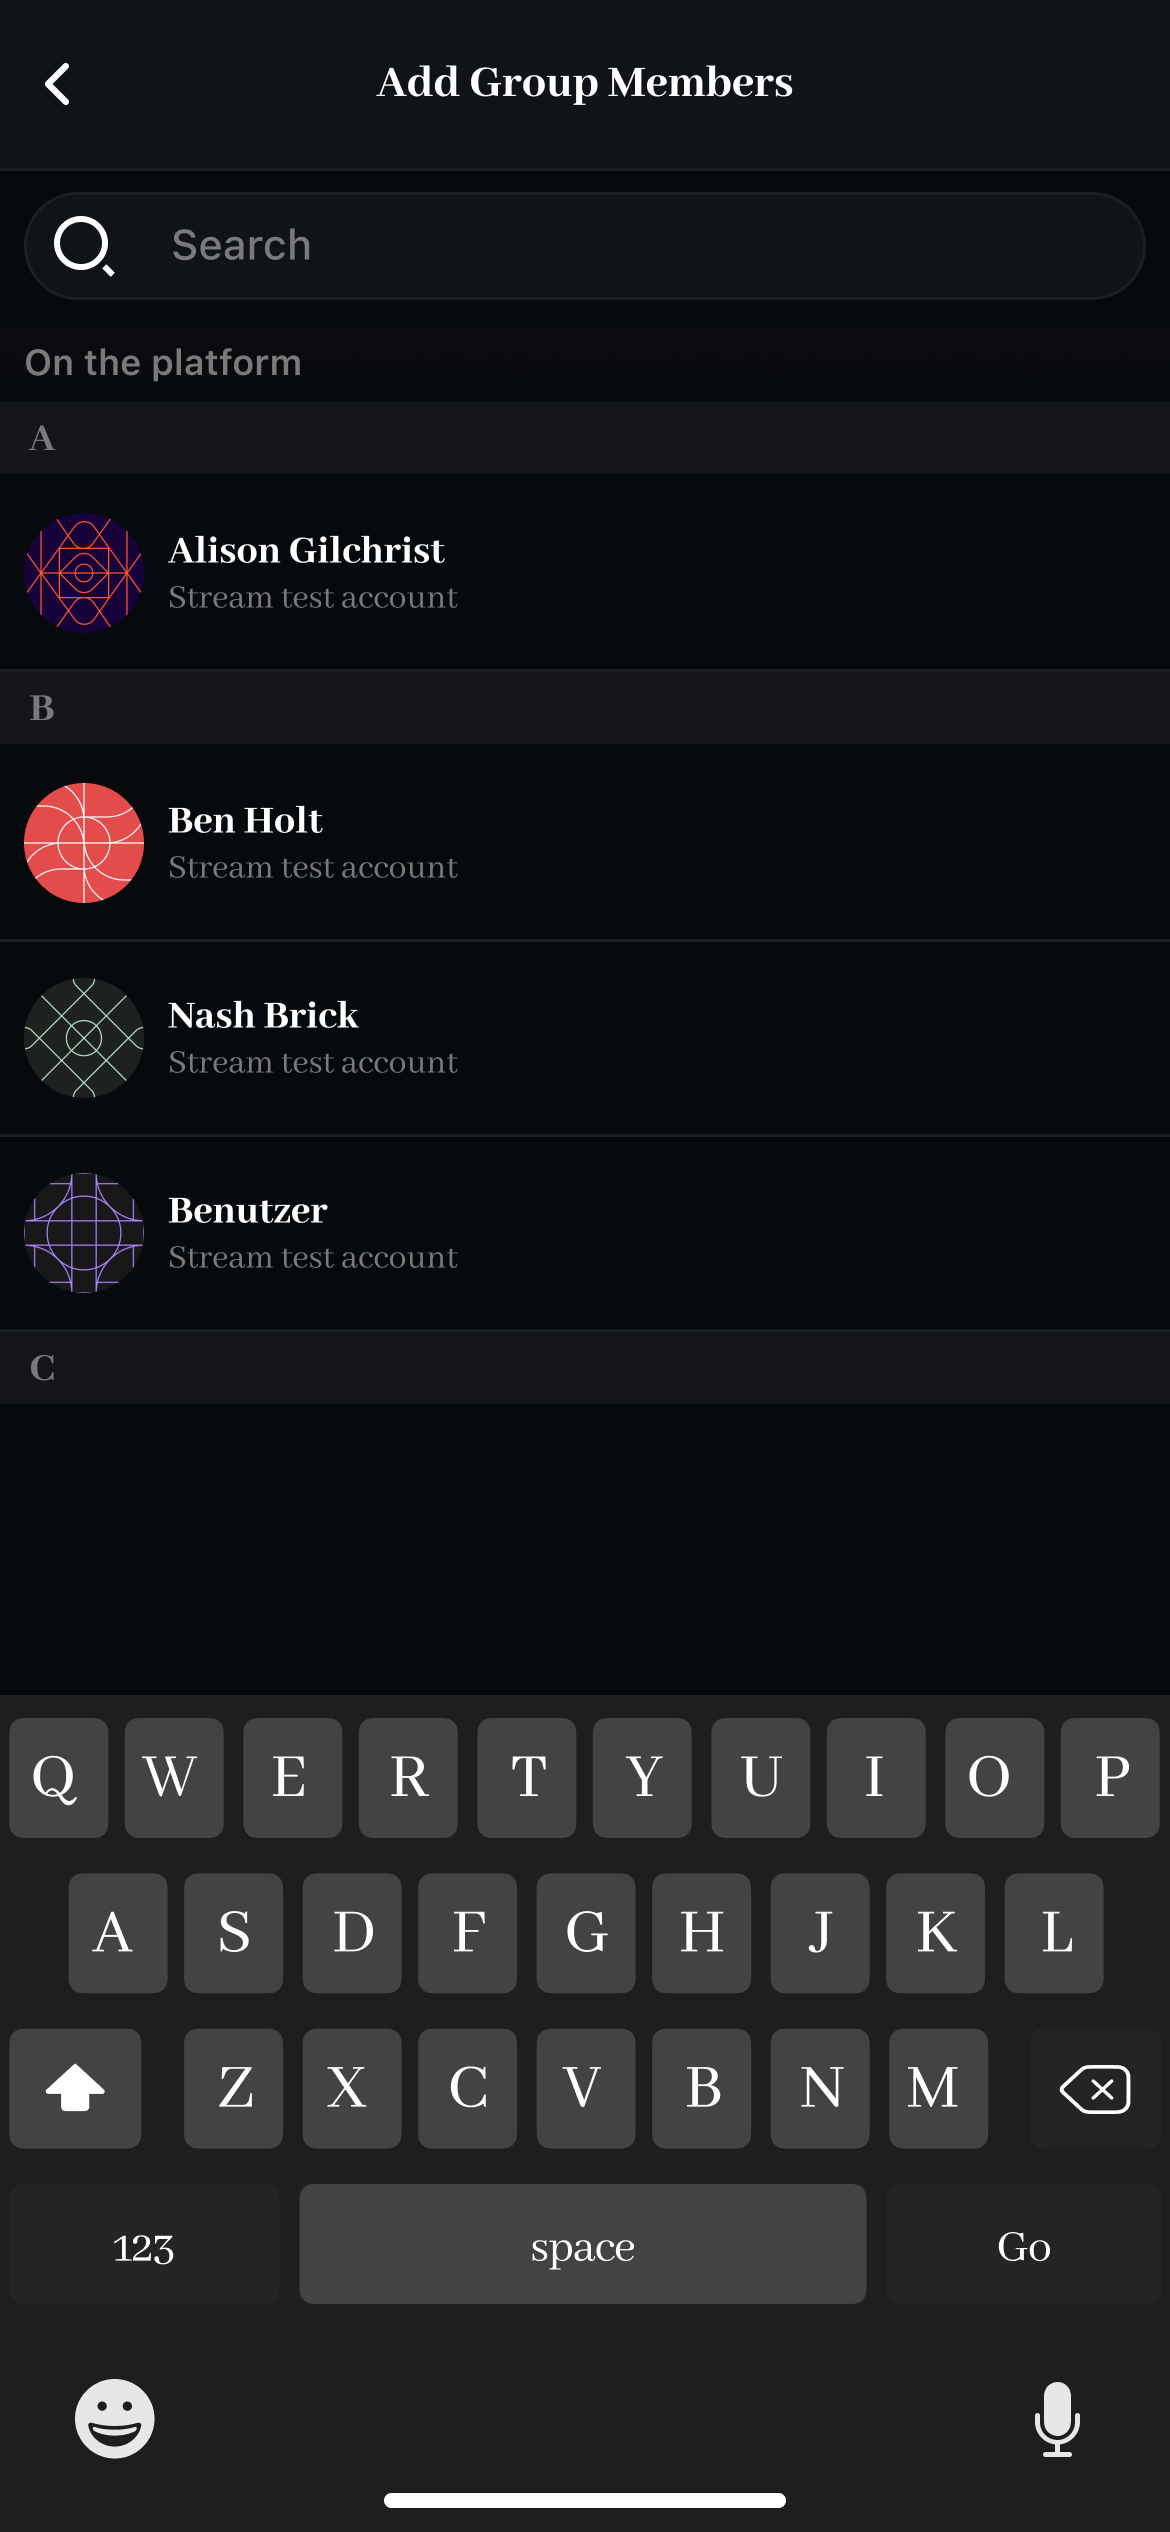 Add Group Members
Search
On the platform
A
Alison Gilchrist
Stream test account
B
Ben Holt
Stream test account
Nash Brick
Stream test account
Benutzer
Stream test account
C
Q W E R T Y U I O P
A S D F G H J K L
Z X C V B N M
123 space Go